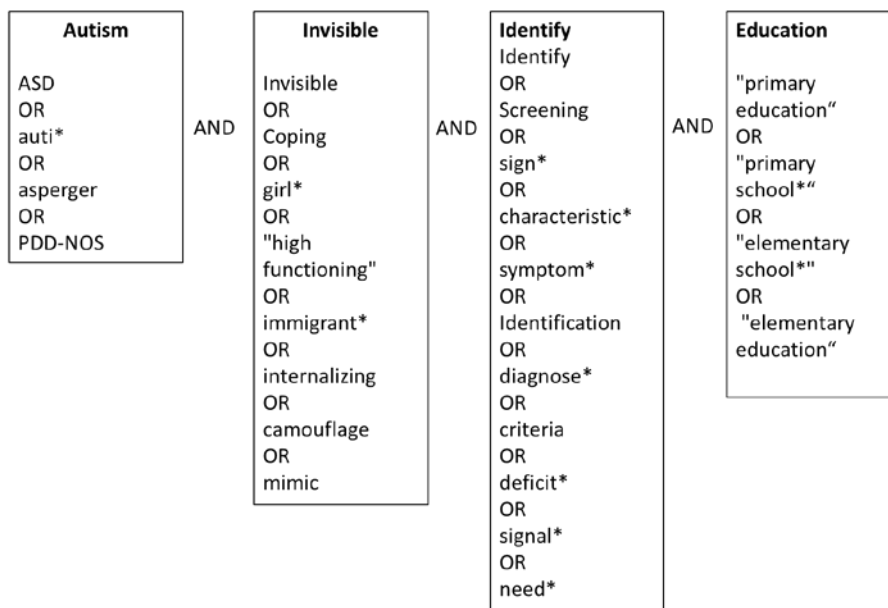 Autism
ASD
OR
auti*
OR
asperger
OR
PDD-NOS
AND
Invisible
Invisible
OR
Coping
OR
girl*
OR
"high
functioning"
OR
immigrant*
OR
internalizing
OR
camouflage
OR
mimic
AND
Identify
Identify
OR
Screening
OR
sign*
OR
characteristic*
OR
symptom*
OR
Identification
OR
diagnose*
OR
criteria
OR
deficit*
OR
signal*
OR
need*
AND
Education
"primary
education“
OR
"primary
school*“
OR
"elementary
school*"
OR
"elementary
education“